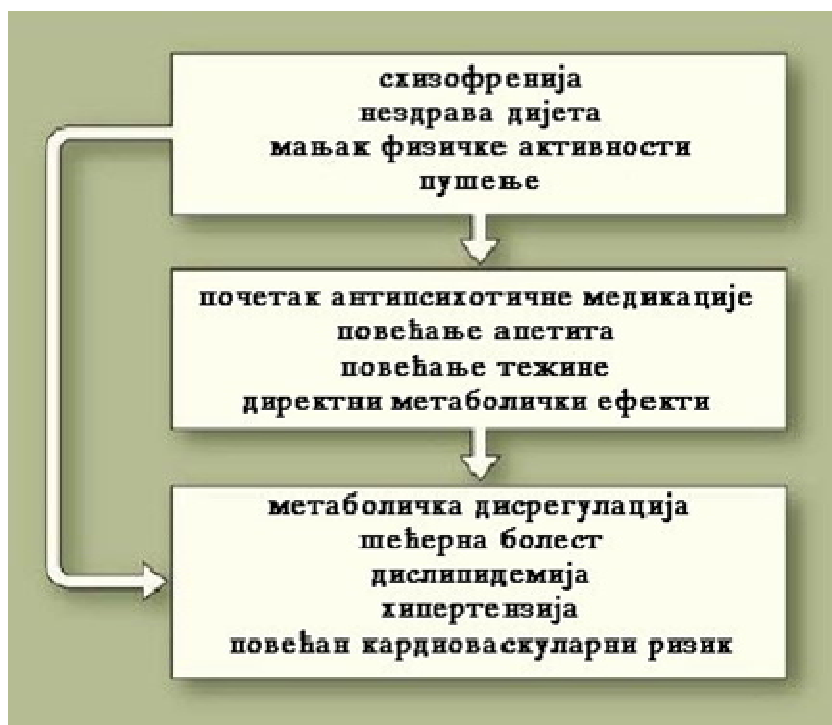 схизофренија
нездрава дијета
мањак физичке активности
пушење
почетак антипсихотичне медикације
повећање апетита
повећање тежине
директни метаболички ефекти
метаболичка дисрегулација
шећерна болест
дислипидемија
хипертензија
повећан кардиоваскуларни ризик